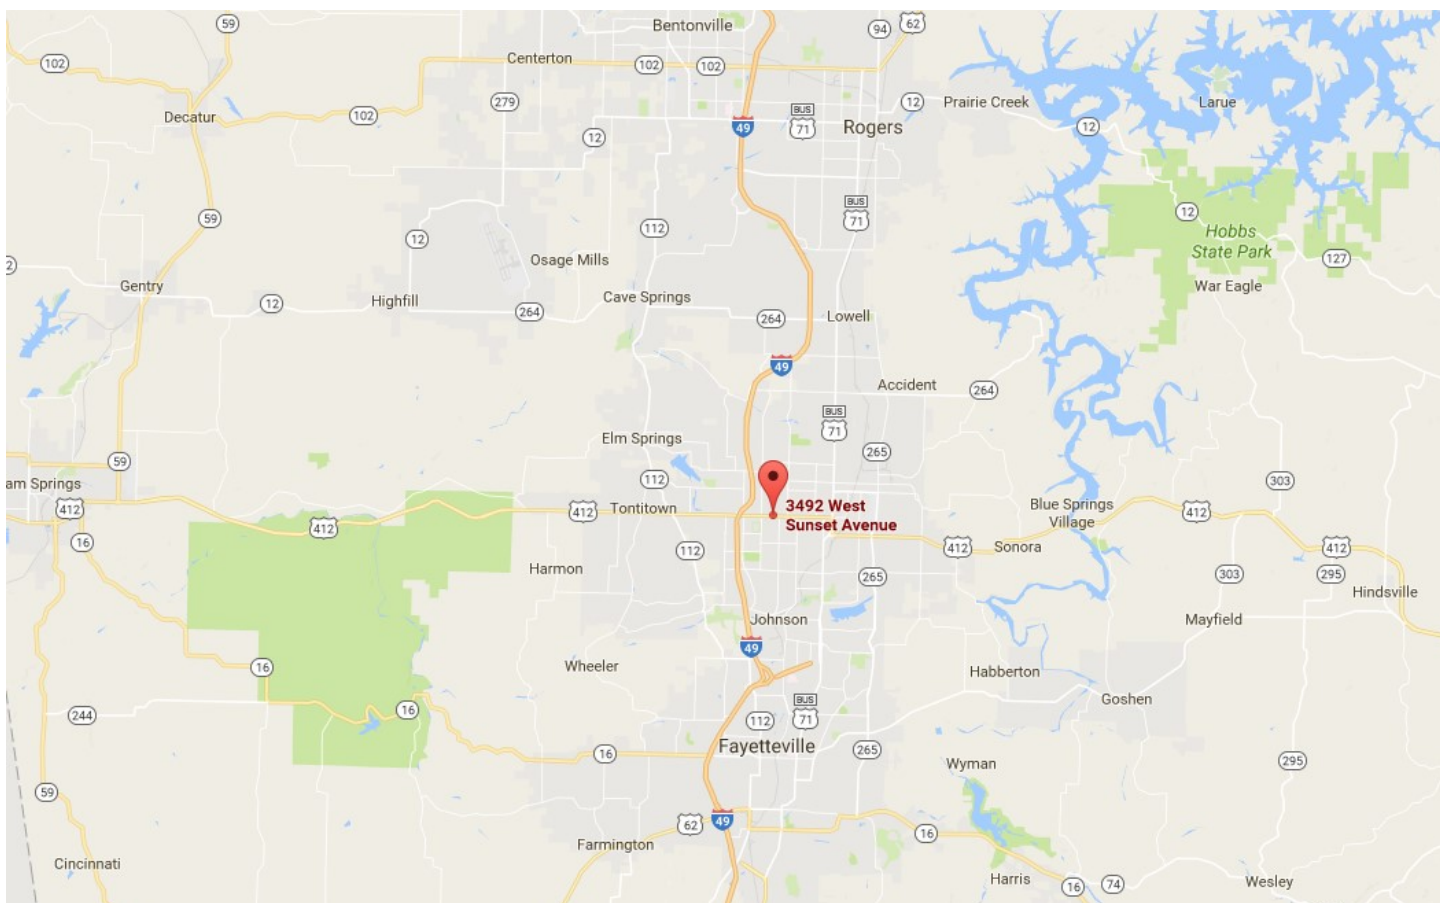 59
Bentonville
94
62
102
Centerton
102
102
279
12
Prairie Creek
Larue
Decatur
102
49
BUS
71
Rogers
12
12
59
112
BUS
71
12
12
Hobbs
State Park
2
Osage Mills
127
Gentry
12
Highfill
264
Cave Springs
264
Lowell
War Eagle
49
Accident
264
BUS
71
Elm Springs
265
59
112
303
am Springs
412
412
412
Tontitown
3492 West
Sunset Avenue
Blue Springs
Village
412
16
112
412
Sonora
412
Harmon
265
303
295
Hindsville
Johnson
Mayfield
49
16
Wheeler
Habberton
Goshen
244
16
BUS
71
112
Fayetteville
16
265
Wyman
295
59
62
49
16
Farmington
Cincinnati
Harris
16
74
Wesley